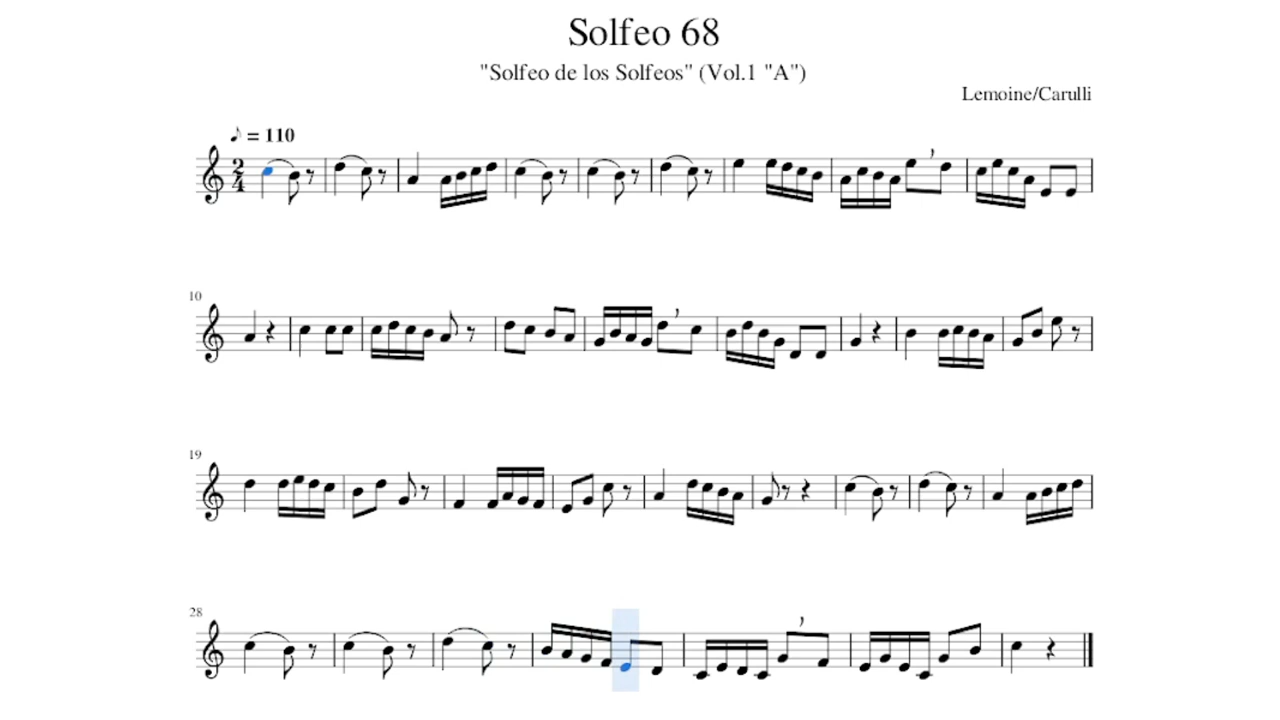 Solfeo 68
"Solfeo de los Solfeos" (Vol.1 "A")
Lemoine/Carulli
♪ = 110
2
4
10
19
28